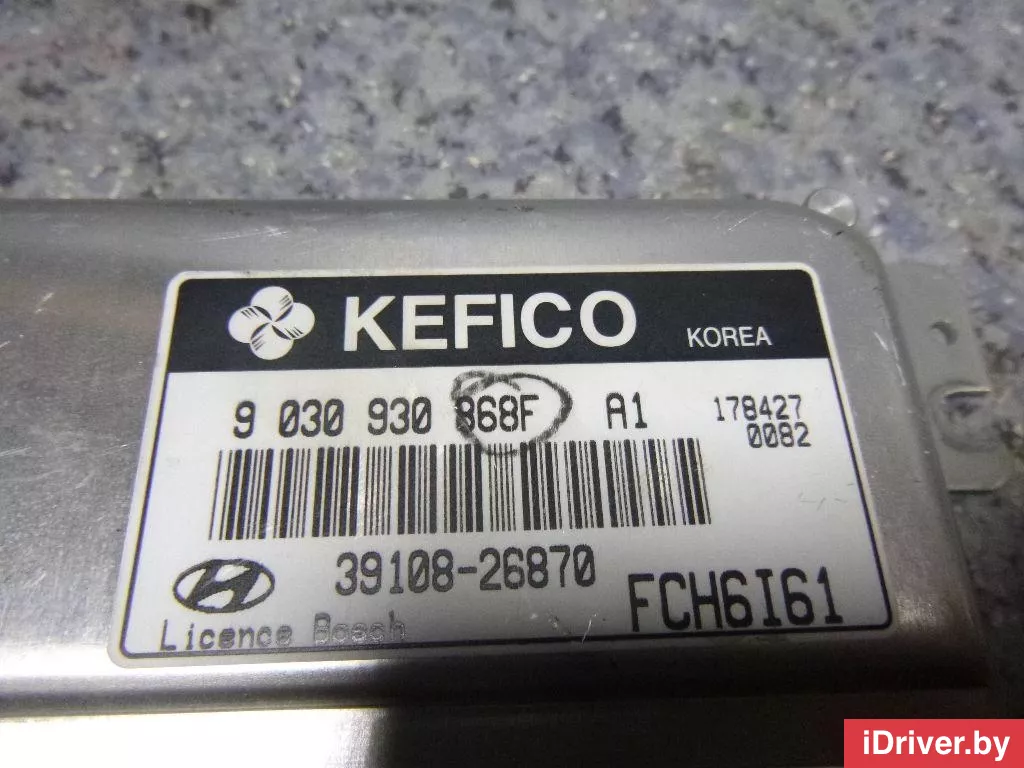 KEFICO KOREA
9 030 930 868F A1 178427
0082
39108-26870
FCH6I61
Licence Bosch
iDriver.by